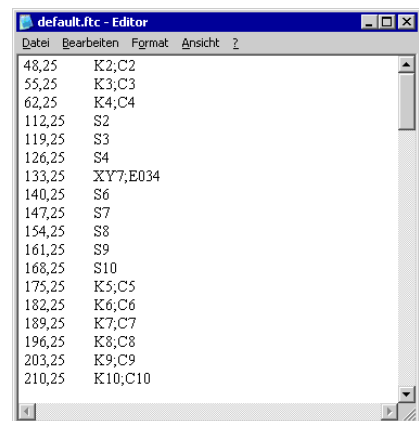 default.ftc - Editor
Datei Bearbeiten Format Ansicht ?
48,25 K2;C2
55,25 K3;C3
62,25 K4;C4
112,25 S2
119,25 S3
126,25 S4
133,25 XY7;E034
140,25 S6
147,25 S7
154,25 S8
161,25 S9
168,25 S10
175,25 K5;C5
182,25 K6;C6
189,25 K7;C7
196,25 K8;C8
203,25 K9;C9
210,25 K10;C10